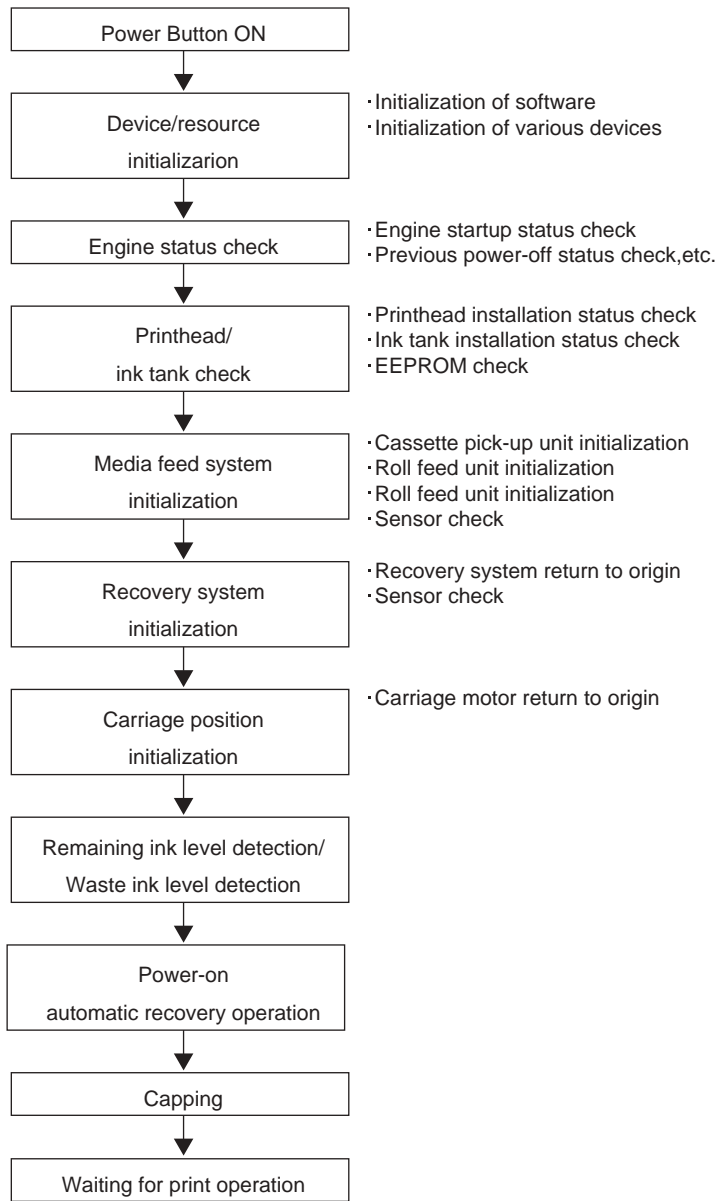 Power Button ON
Device/resource
initializarion
·Initialization of software
·Initialization of various devices
Engine status check
·Engine startup status check
·Previous power-off status check,etc.
Printhead/
ink tank check
·Printhead installation status check
·Ink tank installation status check
·EEPROM check
Media feed system
initialization
·Cassette pick-up unit initialization
·Roll feed unit initialization
·Roll feed unit initialization
·Sensor check
Recovery system
initialization
·Recovery system return to origin
·Sensor check
Carriage position
initialization
·Carriage motor return to origin
Remaining ink level detection/
Waste ink level detection
Power-on
automatic recovery operation
Capping
Waiting for print operation